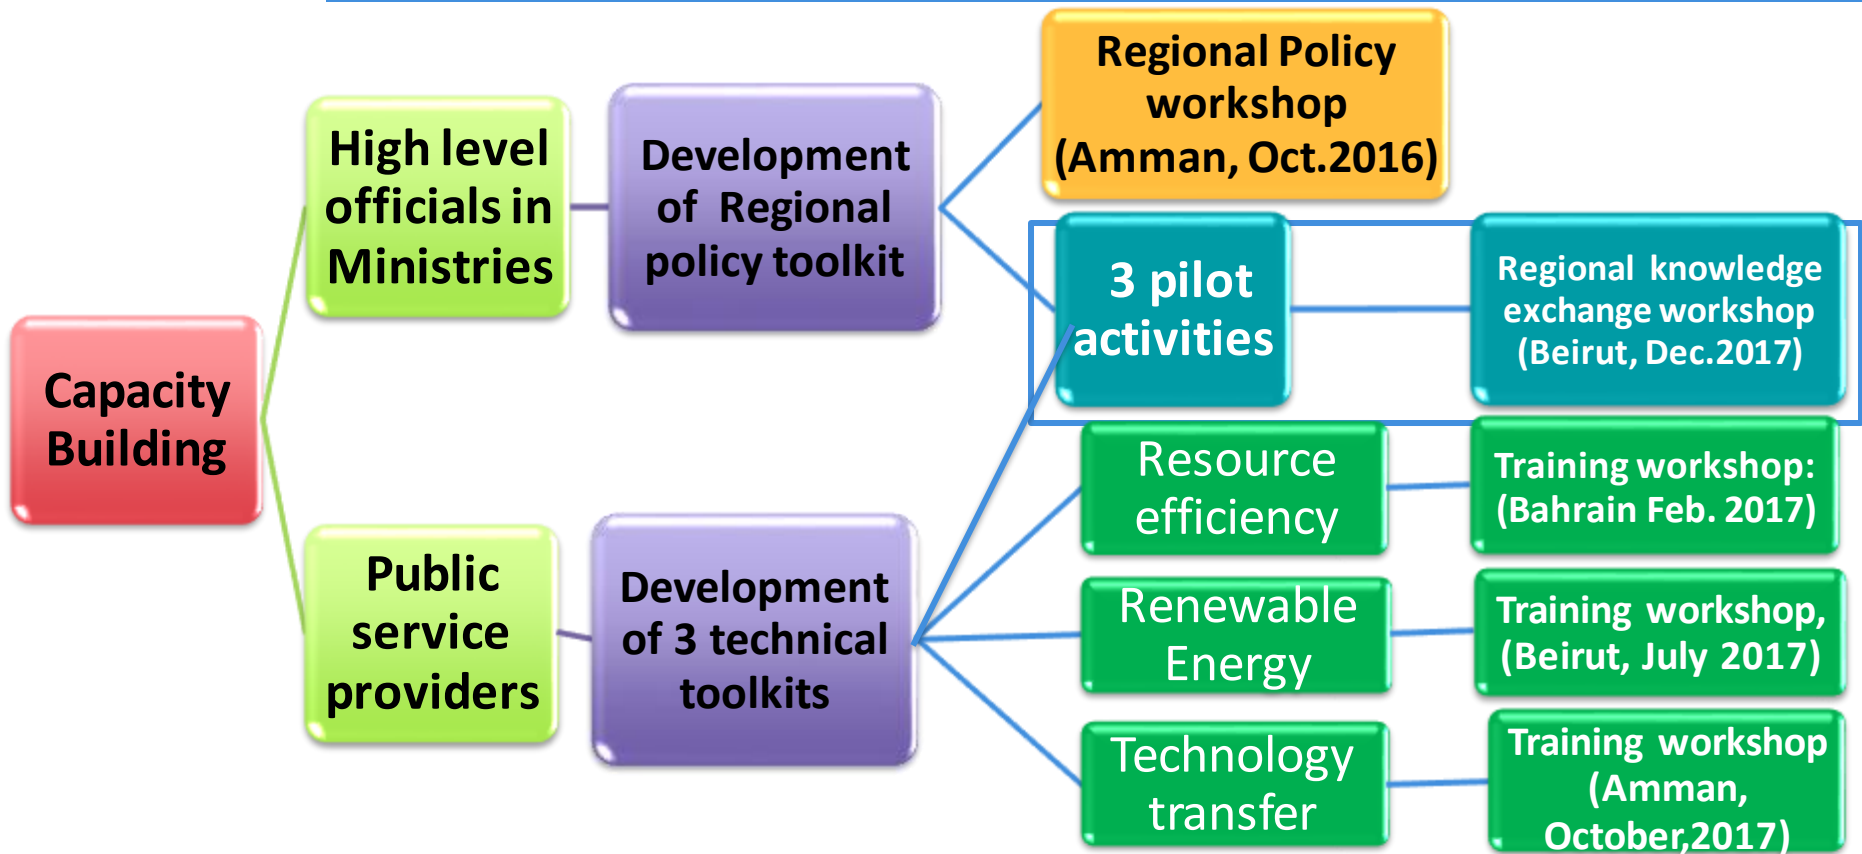 Capacity
Building
High level
officials in
Ministries
Development
of Regional
policy toolkit
Regional Policy
workshop
(Amman, Oct.2016)
3 pilot
activities
Regional knowledge
exchange workshop
(Beirut, Dec.2017)
Public
service
providers
Development
of 3 technical
toolkits
Resource
efficiency
Training workshop:
(Bahrain Feb. 2017)
Renewable
Energy
Training workshop,
(Beirut, July 2017)
Technology
transfer
Training workshop
(Amman,
October,2017)